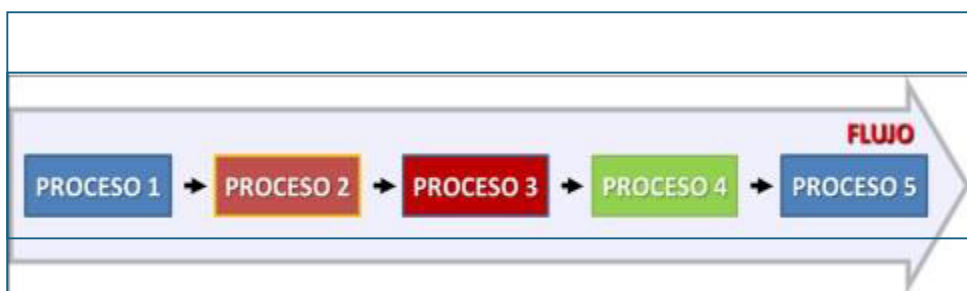 FLUJO
PROCESO 1
PROCESO 2
PROCESO 3
PROCESO 4
PROCESO 5